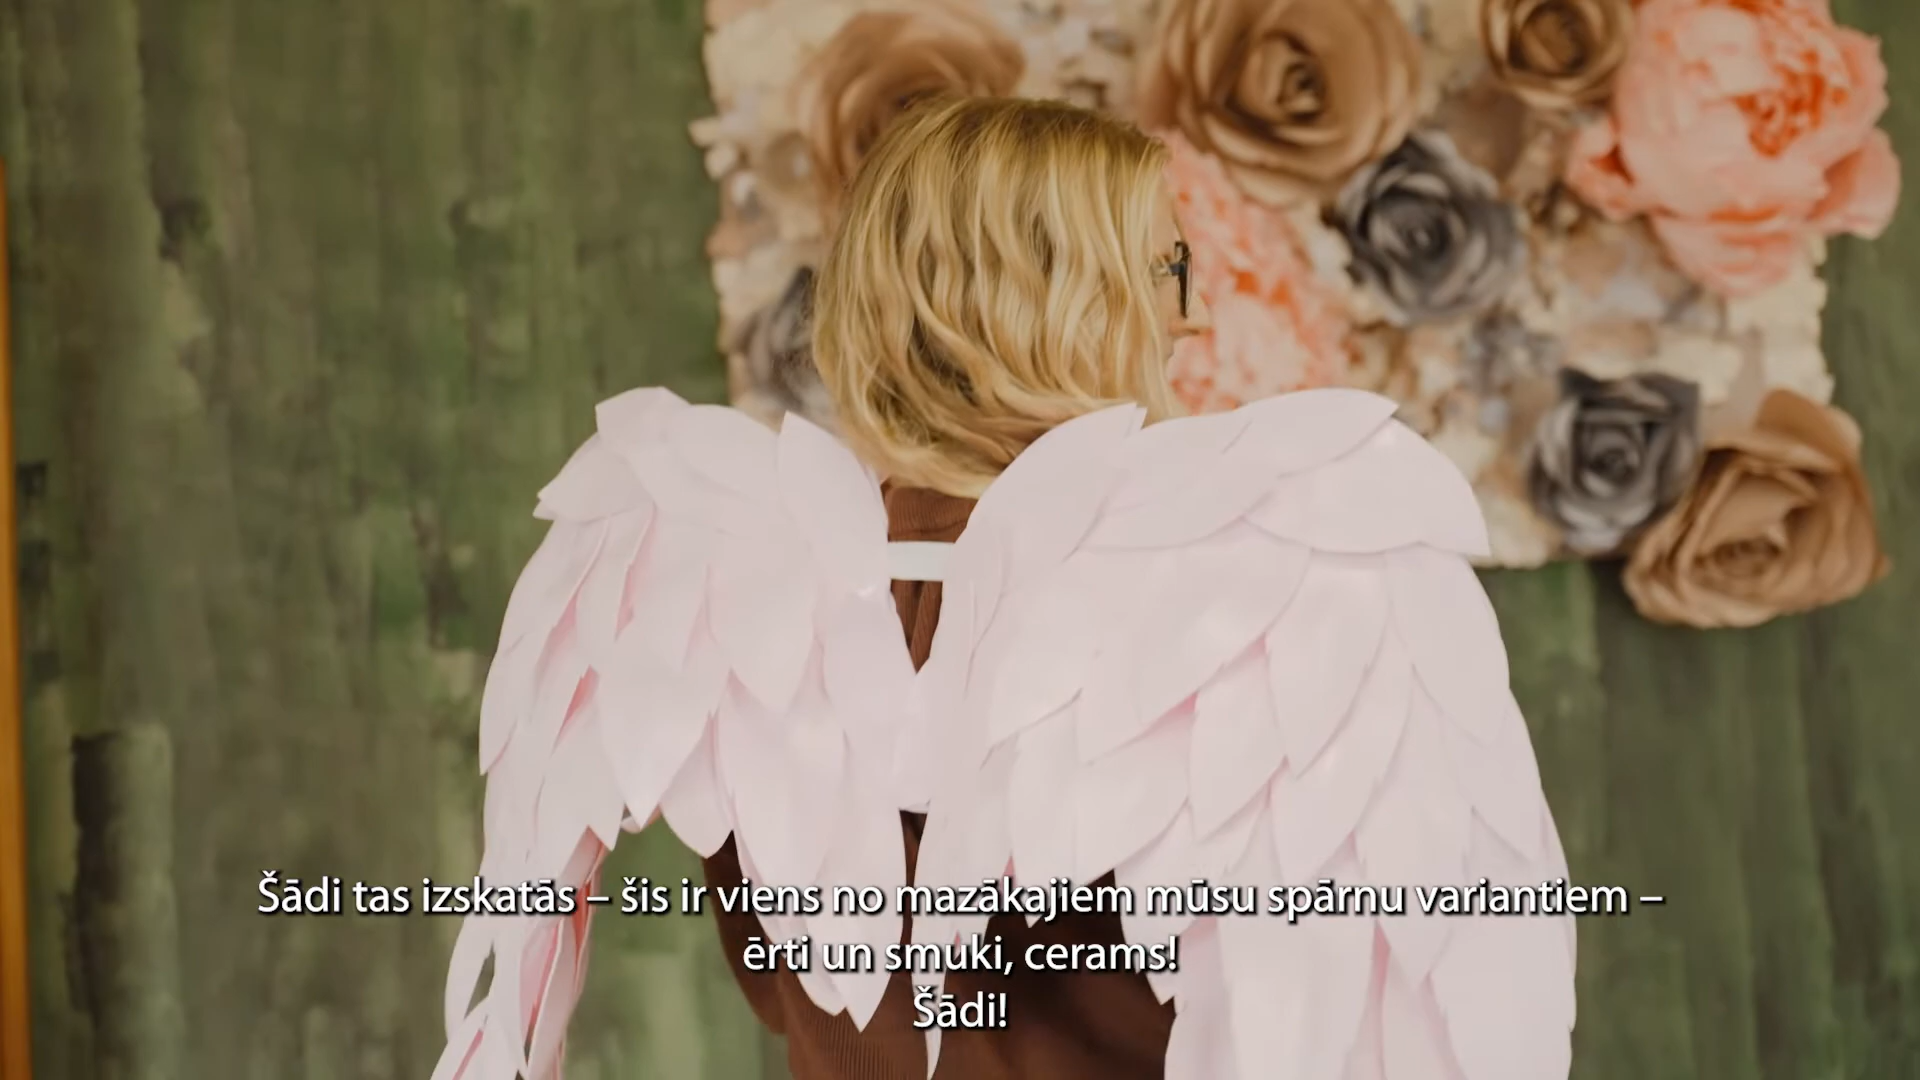 Šādi tas izskatās – šis ir viens no mazākajiem mūsu spārnu variantiem –
ērti un smuki, cerams!
Šādi!